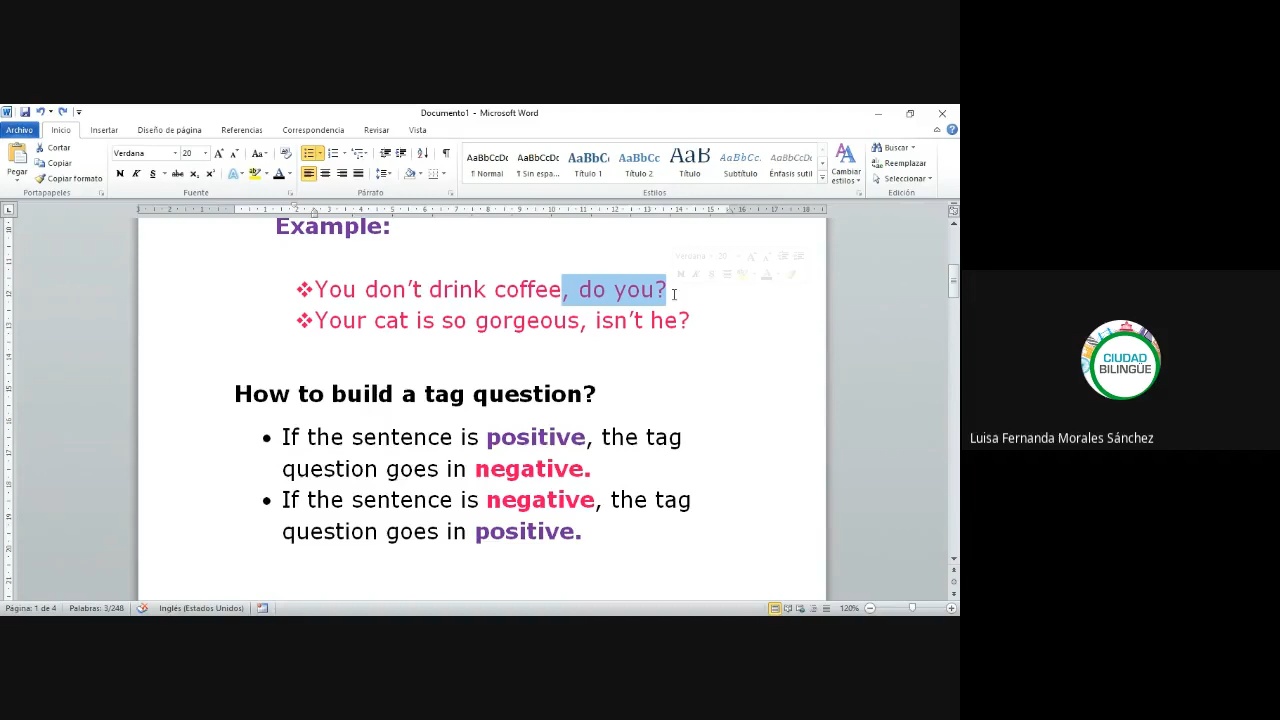 Documento1 - Microsoft Word
Archivo Inicio Insertar Diseño de página Referencias Correspondencia Revisar Vista
Pegar
Cortar
Copiar
Copiar formato
Portapapeles
Verdana 20
Fuente
Párrafo
AaBbCcDc AaBbCcDc AaBbC AaBbCc AaB AaBbCc. AaBbCcDc
¶ Normal ¶ Sin espa... Título 1 Título 2 Título Subtítulo Énfasis sutil
Estilos
Cambiar
estilos
Buscar
Reemplazar
Seleccionar
Edición
Example:
Verdana 20
❖You don’t drink coffee, do you?
❖Your cat is so gorgeous, isn’t he?
How to build a tag question?
• If the sentence is positive, the tag
question goes in negative.
• If the sentence is negative, the tag
question goes in positive.
Página: 1 de 4 Palabras: 3/248 Inglés (Estados Unidos) 120%
CIUDAD
BILINGÜE
Luisa Fernanda Morales Sánchez